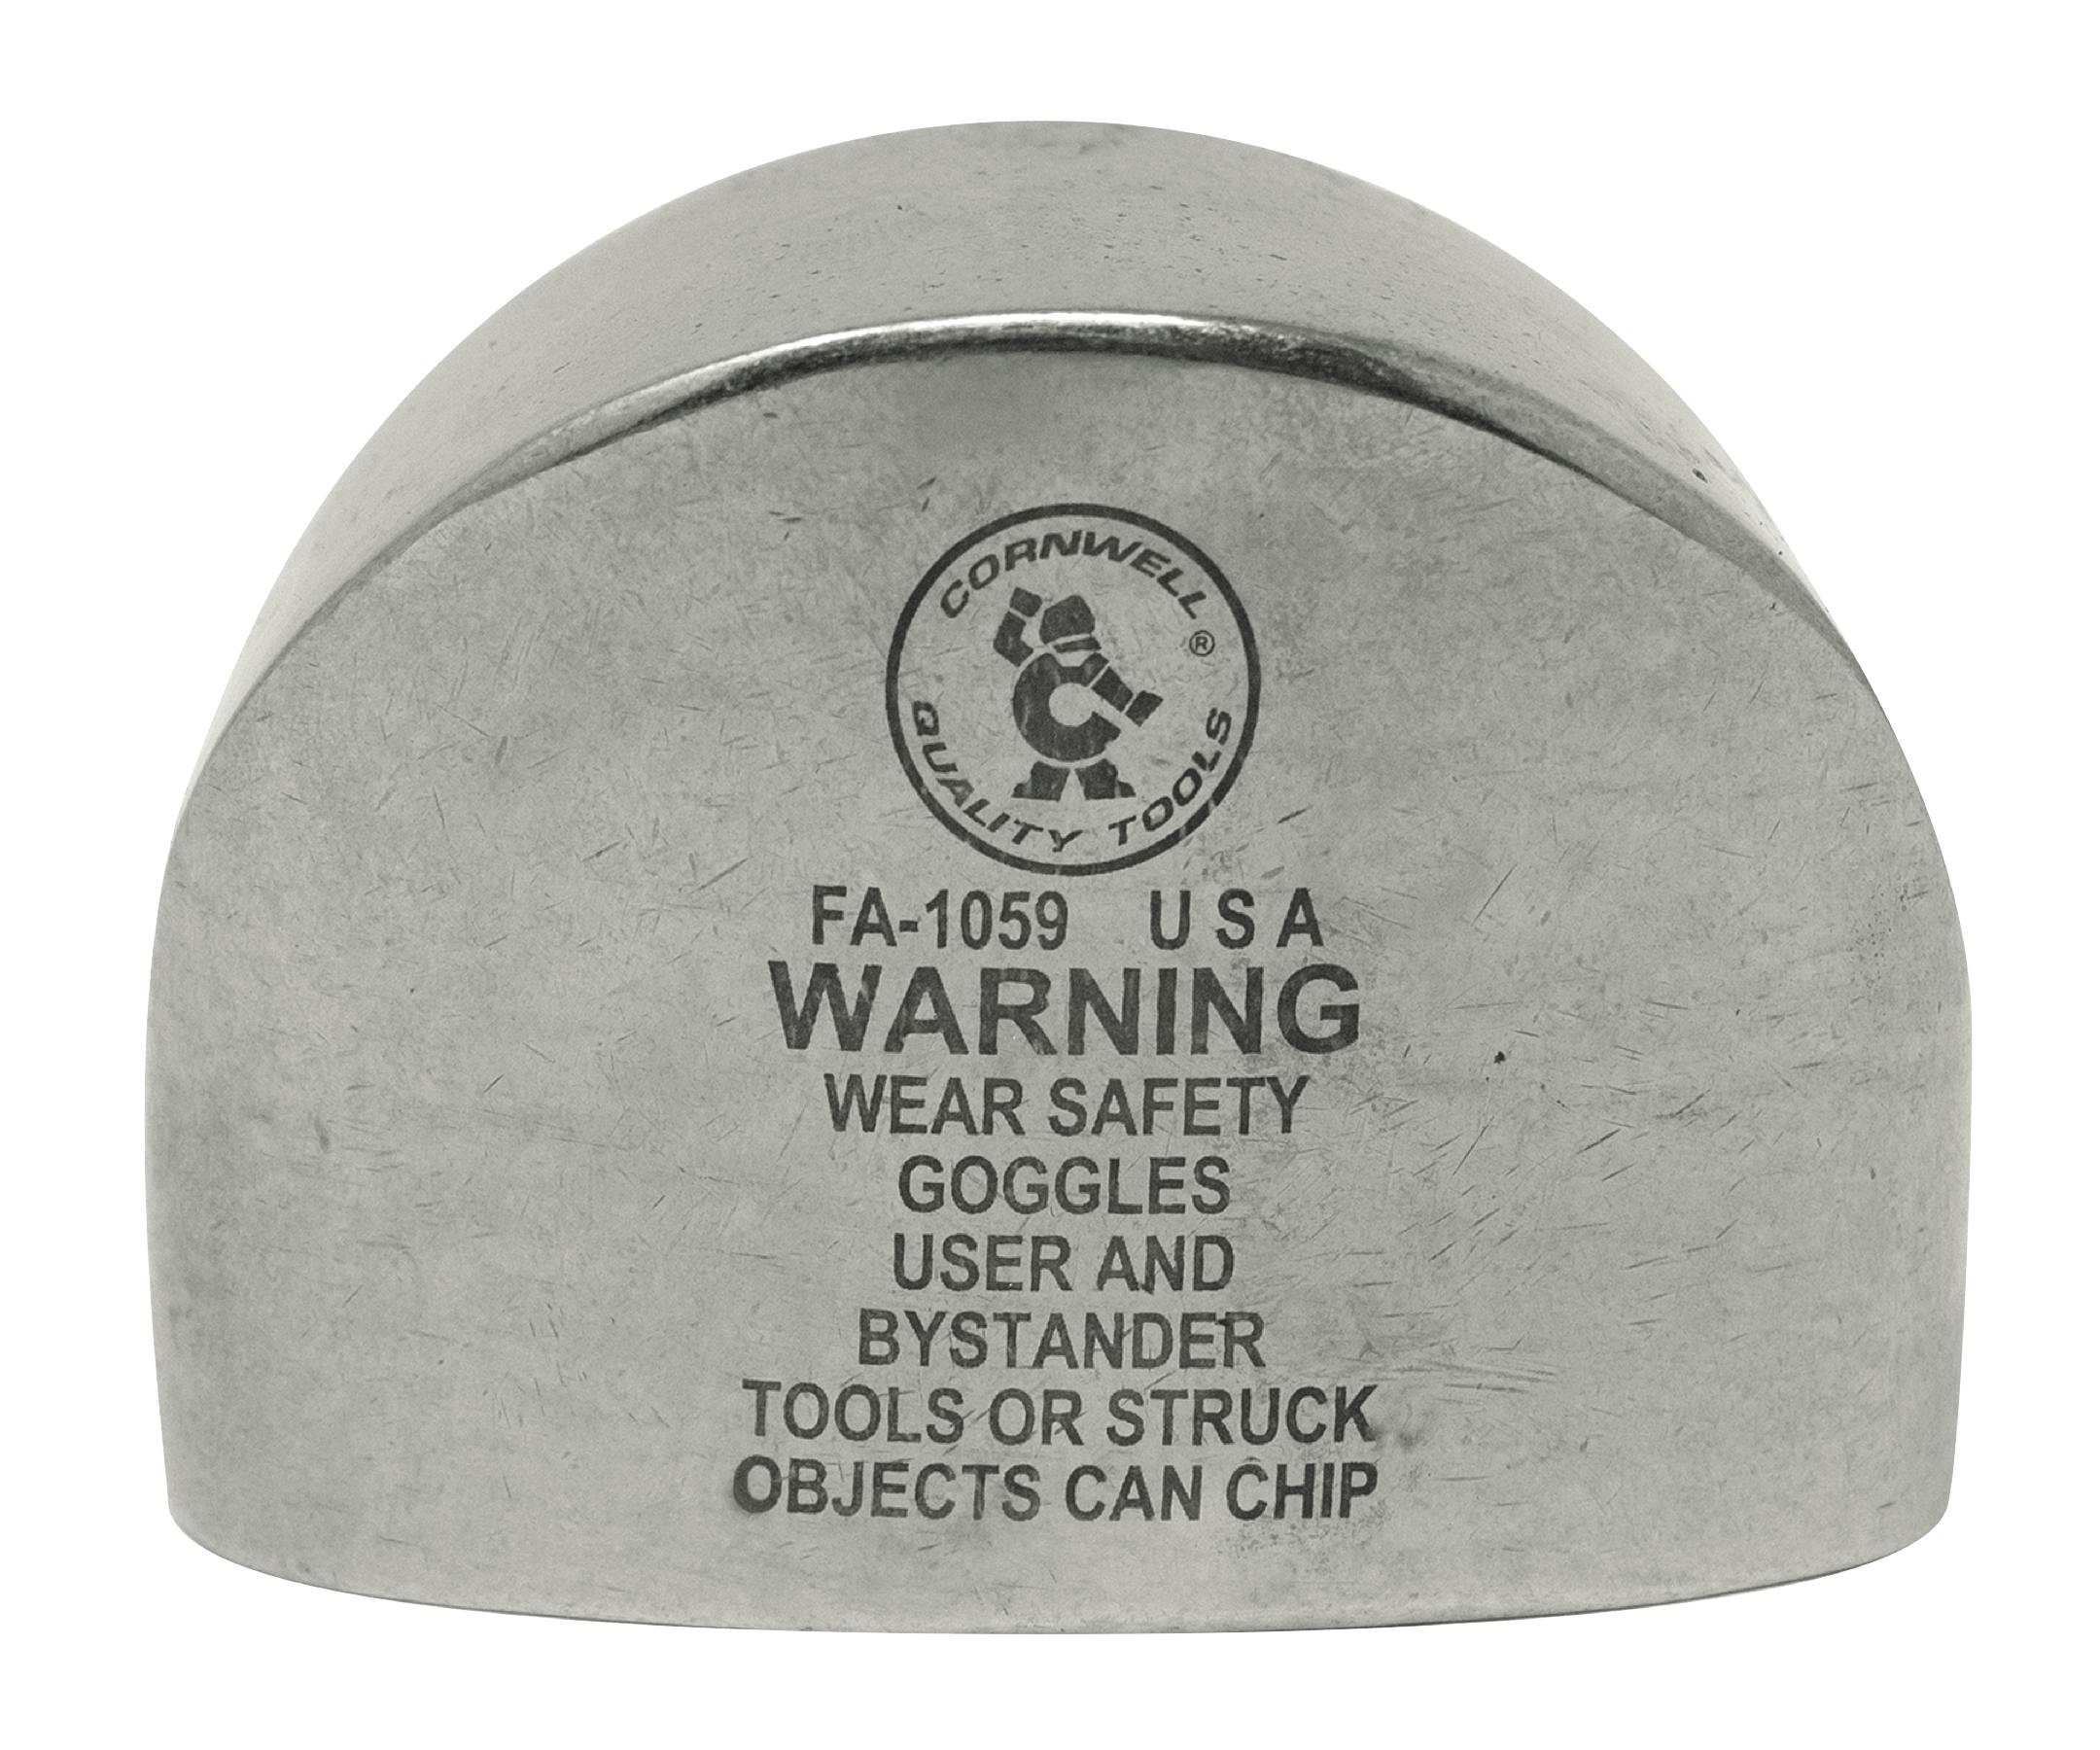 CORNWELL ®
QUALITY TOOLS
FA-1059 USA
WARNING
WEAR SAFETY
GOGGLES
USER AND
BYSTANDER
TOOLS OR STRUCK
OBJECTS CAN CHIP